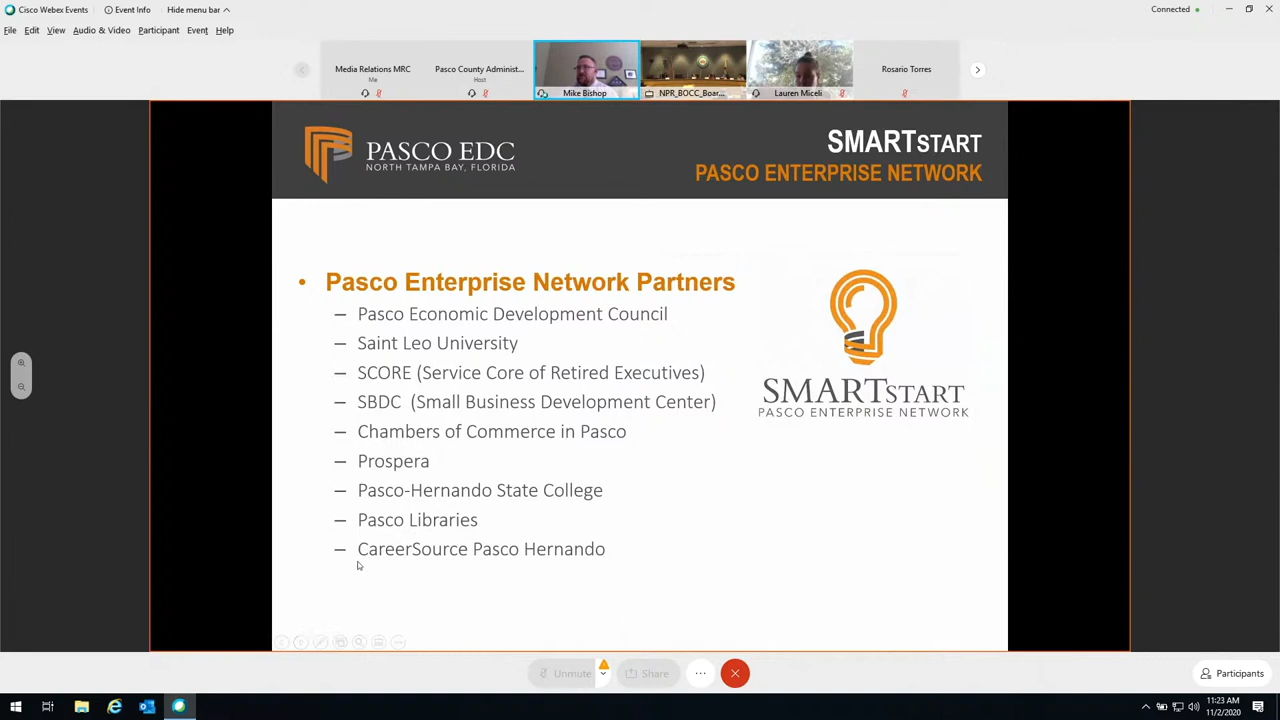 Cisco Webex Events
Event Info
Hide menu bar
Connected
File Edit View Audio & Video Participant Event Help
Media Relations MRC
Me
Pasco County Administ...
Host
Mike Bishop
NPR_BOCC_Boar...
Lauren Miceli
Rosario Torres
PASCO EDC
NORTH TAMPA BAY, FLORIDA
SMARTSTART
PASCO ENTERPRISE NETWORK
• Pasco Enterprise Network Partners
– Pasco Economic Development Council
– Saint Leo University
– SCORE (Service Core of Retired Executives)
– SBDC (Small Business Development Center)
– Chambers of Commerce in Pasco
– Prospera
– Pasco-Hernando State College
– Pasco Libraries
– CareerSource Pasco Hernando
SMARTSTART
PASCO ENTERPRISE NETWORK
Unmute
Share
Participants
11:23 AM
11/2/2020